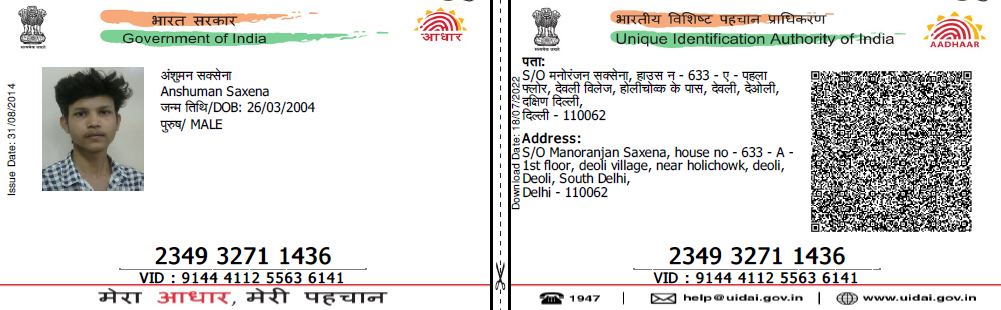 भारत सरकार
Government of India
आधार
Issue Date: 31/08/2014
अंशुमन सक्सेना
Anshuman Saxena
जन्म तिथि/DOB: 26/03/2004
पुरुष/ MALE
2349 3271 1436
VID : 9144 4112 5563 6141
मेरा आधार, मेरी पहचान
भारतीय विशिष्ट पहचान प्राधिकरण
Unique Identification Authority of India
AADHAAR
Download Date: 18/07/2022
पता:
S/O मनोरंजन सक्सेना, हाउस न - 633 - ए - पहला
फ्लोर, देवली विलेज, होलीचोक्क के पास, देवली, देओली,
दक्षिण दिल्ली,
दिल्ली - 110062
Address:
S/O Manoranjan Saxena, house no - 633 - A -
1st floor, deoli village, near holichowk, deoli,
Deoli, South Delhi,
Delhi - 110062
2349 3271 1436
VID : 9144 4112 5563 6141
1947
help@uidai.gov.in
www.uidai.gov.in